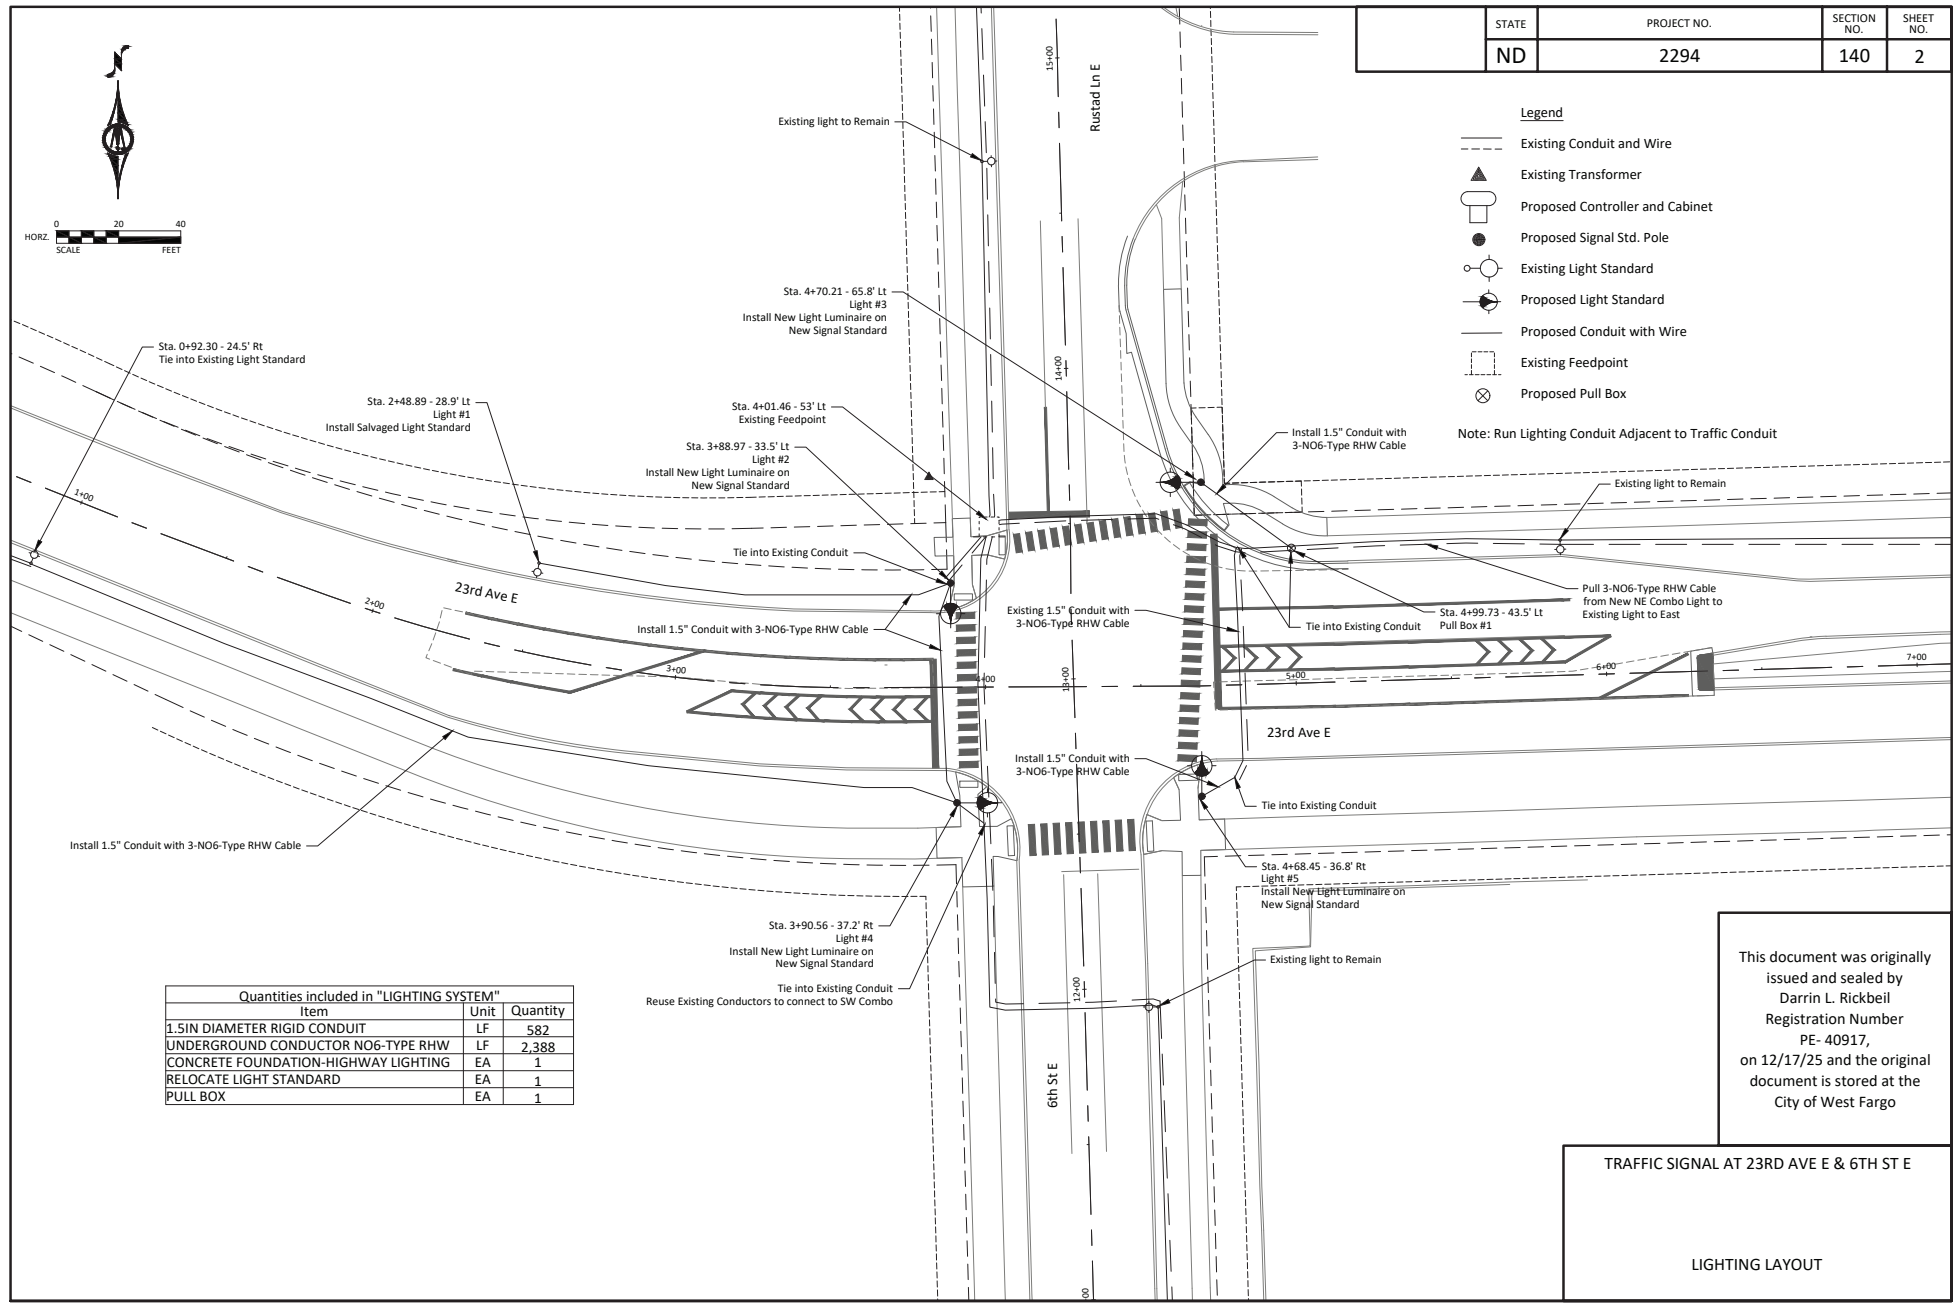 STATE
PROJECT NO.
SECTION NO.
SHEET NO.
ND
2294
140
2
N
HORZ.
0 20 40
SCALE FEET
Legend
Existing Conduit and Wire
Existing Transformer
Proposed Controller and Cabinet
Proposed Signal Std. Pole
Existing Light Standard
Proposed Light Standard
Proposed Conduit with Wire
Existing Feedpoint
Proposed Pull Box
Note: Run Lighting Conduit Adjacent to Traffic Conduit
15+00
Rustad Ln E
Existing light to Remain
Sta. 4+70.21 - 65.8' Lt
Light #3
Install New Light Luminaire on
New Signal Standard
Sta. 0+92.30 - 24.5' Rt
Tie into Existing Light Standard
14+00
Sta. 2+48.89 - 28.9' Lt
Light #1
Install Salvaged Light Standard
Sta. 4+01.46 - 53' Lt
Existing Feedpoint
Sta. 3+88.97 - 33.5' Lt
Light #2
Install New Light Luminaire on
New Signal Standard
Install 1.5" Conduit with
3-NO6-Type RHW Cable
Existing light to Remain
1+00
Tie into Existing Conduit
23rd Ave E
2+00
Install 1.5" Conduit with 3-NO6-Type RHW Cable
Existing 1.5" Conduit with
3-NO6-Type RHW Cable
Tie into Existing Conduit
Sta. 4+99.73 - 43.5' Lt
Pull Box #1
Pull 3-NO6-Type RHW Cable
from New NE Combo Light to
Existing Light to East
3+00
4+00
13+00
5+00
6+00
7+00
23rd Ave E
Install 1.5" Conduit with
3-NO6-Type RHW Cable
Tie into Existing Conduit
Install 1.5" Conduit with 3-NO6-Type RHW Cable
Sta. 4+68.45 - 36.8' Rt
Light #5
Install New Light Luminaire on
New Signal Standard
Sta. 3+90.56 - 37.2' Rt
Light #4
Install New Light Luminaire on
New Signal Standard
Tie into Existing Conduit
Reuse Existing Conductors to connect to SW Combo
Existing light to Remain
12+00
6th St E
00
Quantities included in "LIGHTING SYSTEM"
Item Unit Quantity
1.5IN DIAMETER RIGID CONDUIT LF 582
UNDERGROUND CONDUCTOR NO6-TYPE RHW LF 2,388
CONCRETE FOUNDATION-HIGHWAY LIGHTING EA 1
RELOCATE LIGHT STANDARD EA 1
PULL BOX EA 1
This document was originally
issued and sealed by
Darrin L. Rickbeil
Registration Number
PE- 40917,
on 12/17/25 and the original
document is stored at the
City of West Fargo
TRAFFIC SIGNAL AT 23RD AVE E & 6TH ST E
LIGHTING LAYOUT